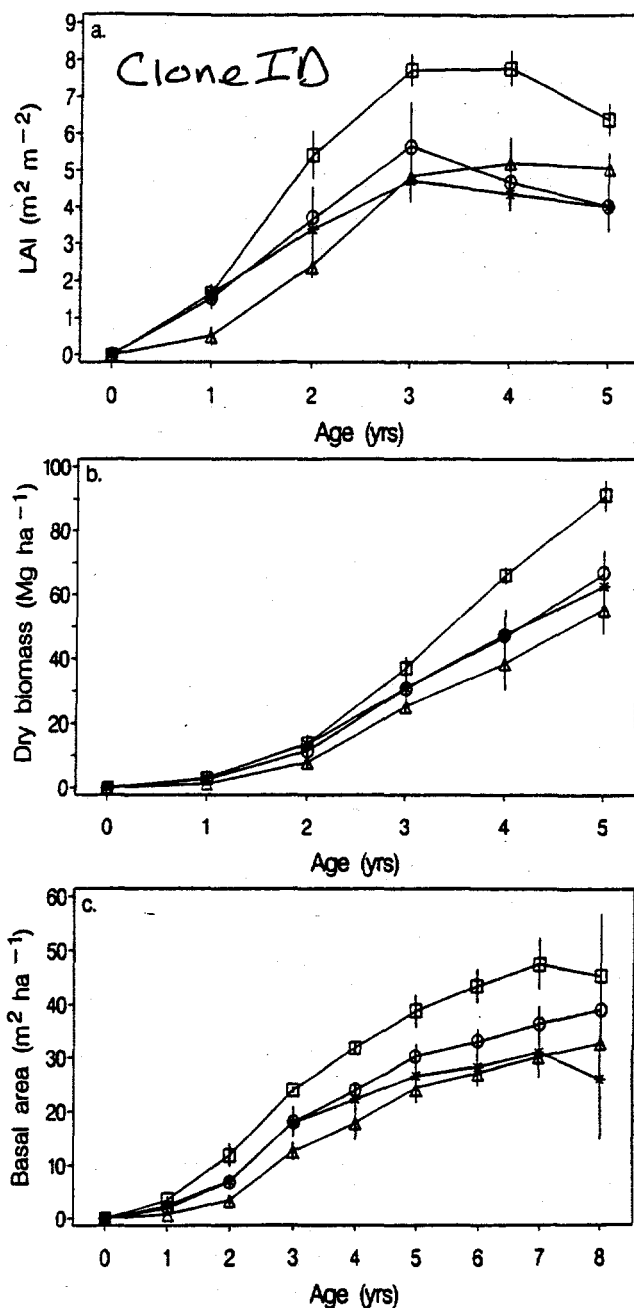 a.
Clone ID
9
8
7
6
5
4
3
2
1
0
LAI (m² m⁻²)
0 1 2 3 4 5
Age (yrs)
b.
100
80
60
40
20
0
Dry biomass (Mg ha⁻¹)
0 1 2 3 4 5
Age (yrs)
c.
60
50
40
30
20
10
0
Basal area (m² ha⁻¹)
0 1 2 3 4 5 6 7 8
Age (yrs)